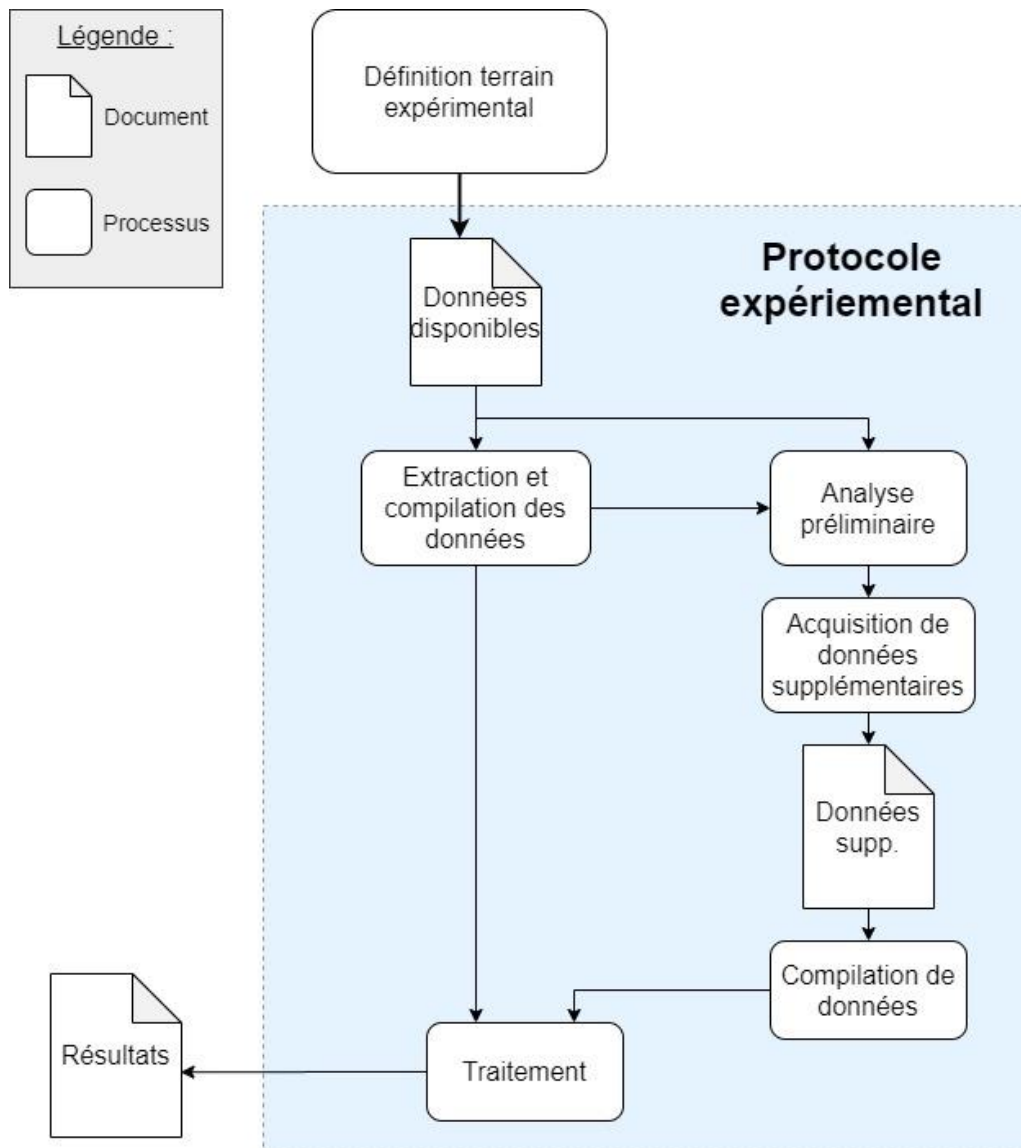 Légende :
Document
Processus
Définition terrain
expérimental
Protocole
expériemental
Données
disponibles
Extraction et
compilation des
données
Analyse
préliminaire
Acquisition de
données
supplémentaires
Données
supp.
Compilation de
données
Traitement
Résultats